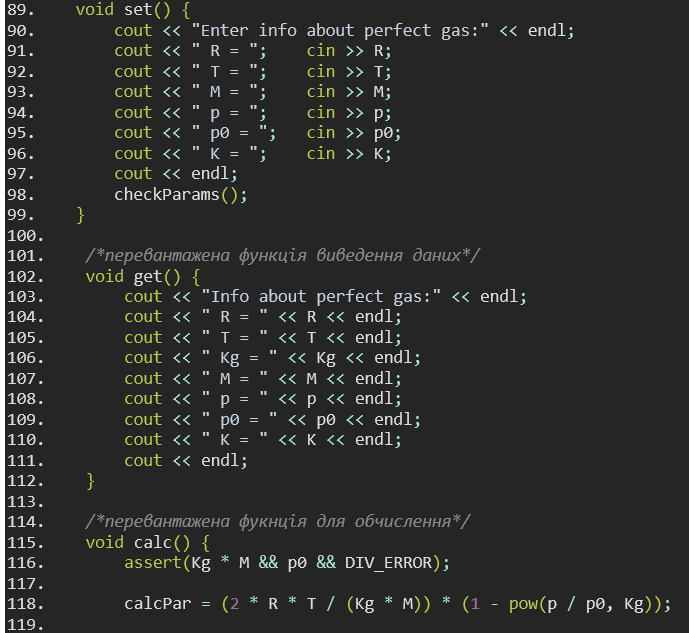 89.    void set() {
90.        cout << "Enter info about perfect gas:" << endl;
91.        cout << " R = ";    cin >> R;
92.        cout << " T = ";    cin >> T;
93.        cout << " M = ";    cin >> M;
94.        cout << " p = ";    cin >> p;
95.        cout << " p0 = ";   cin >> p0;
96.        cout << " K = ";    cin >> K;
97.        cout << endl;
98.        checkParams();
99.    }
100.
101.    /*перевантажена функція виведення даних*/
102.    void get() {
103.        cout << "Info about perfect gas:" << endl;
104.        cout << " R = " << R << endl;
105.        cout << " T = " << T << endl;
106.        cout << " Kg = " << Kg << endl;
107.        cout << " M = " << M << endl;
108.        cout << " p = " << p << endl;
109.        cout << " p0 = " << p0 << endl;
110.        cout << " K = " << K << endl;
111.        cout << endl;
112.    }
113.
114.    /*перевантажена фукнція для обчислення*/
115.    void calc() {
116.        assert(Kg * M && p0 && DIV_ERROR);
117.
118.        calcPar = (2 * R * T / (Kg * M)) * (1 - pow(p / p0, Kg));
119.